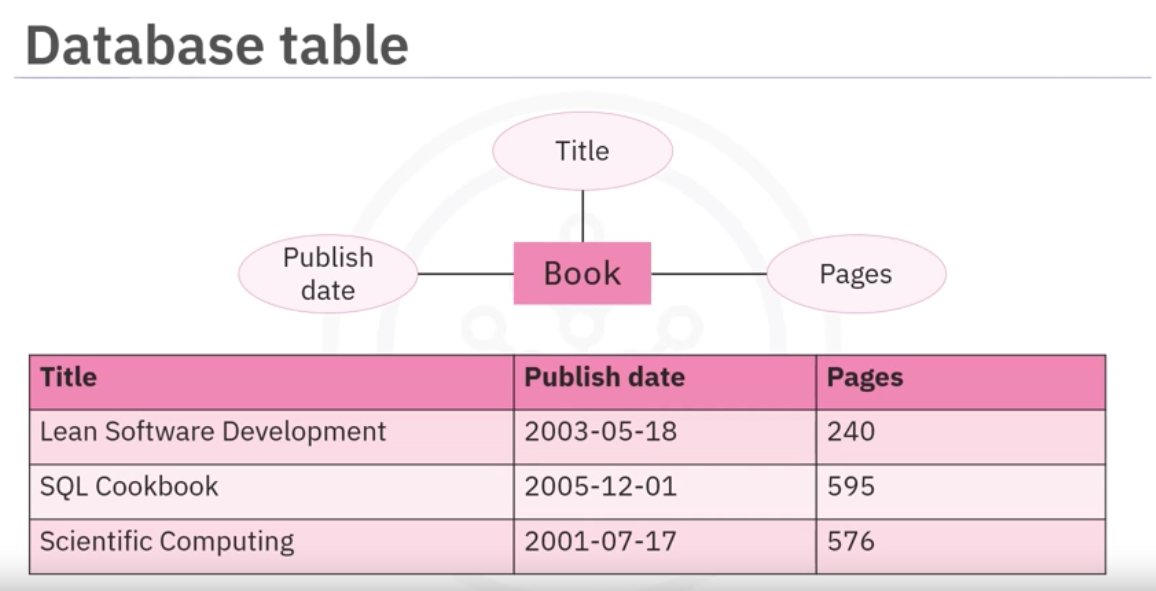 Database table
Title
Publish
date
Book
Pages
Title Publish date Pages
Lean Software Development 2003-05-18 240
SQL Cookbook 2005-12-01 595
Scientific Computing 2001-07-17 576